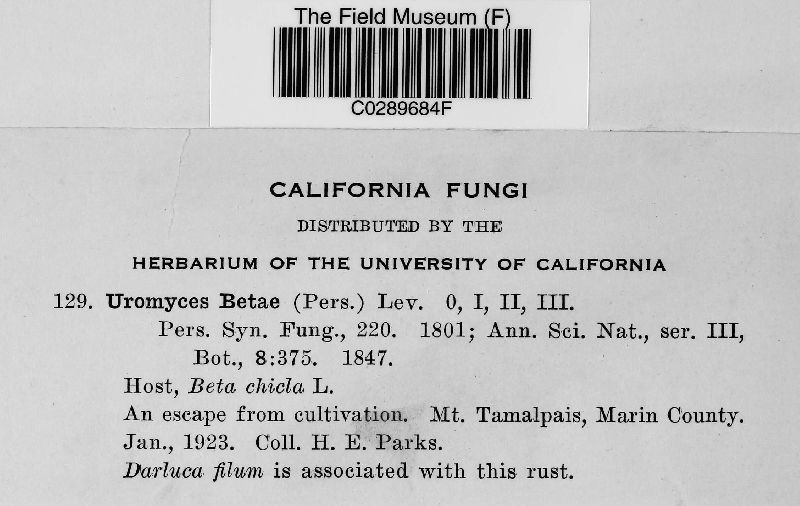 The Field Museum (F)
C0289684F
CALIFORNIA FUNGI
DISTRIBUTED BY THE
HERBARIUM OF THE UNIVERSITY OF CALIFORNIA
129. Uromyces Betae (Pers.) Lev. 0, I, II, III.
Pers. Syn. Fung., 220. 1801; Ann. Sci. Nat., ser. III,
Bot., 8:375. 1847.
Host, Beta chicla L.
An escape from cultivation. Mt. Tamalpais, Marin County.
Jan., 1923. Coll. H. E. Parks.
Darluca filum is associated with this rust.